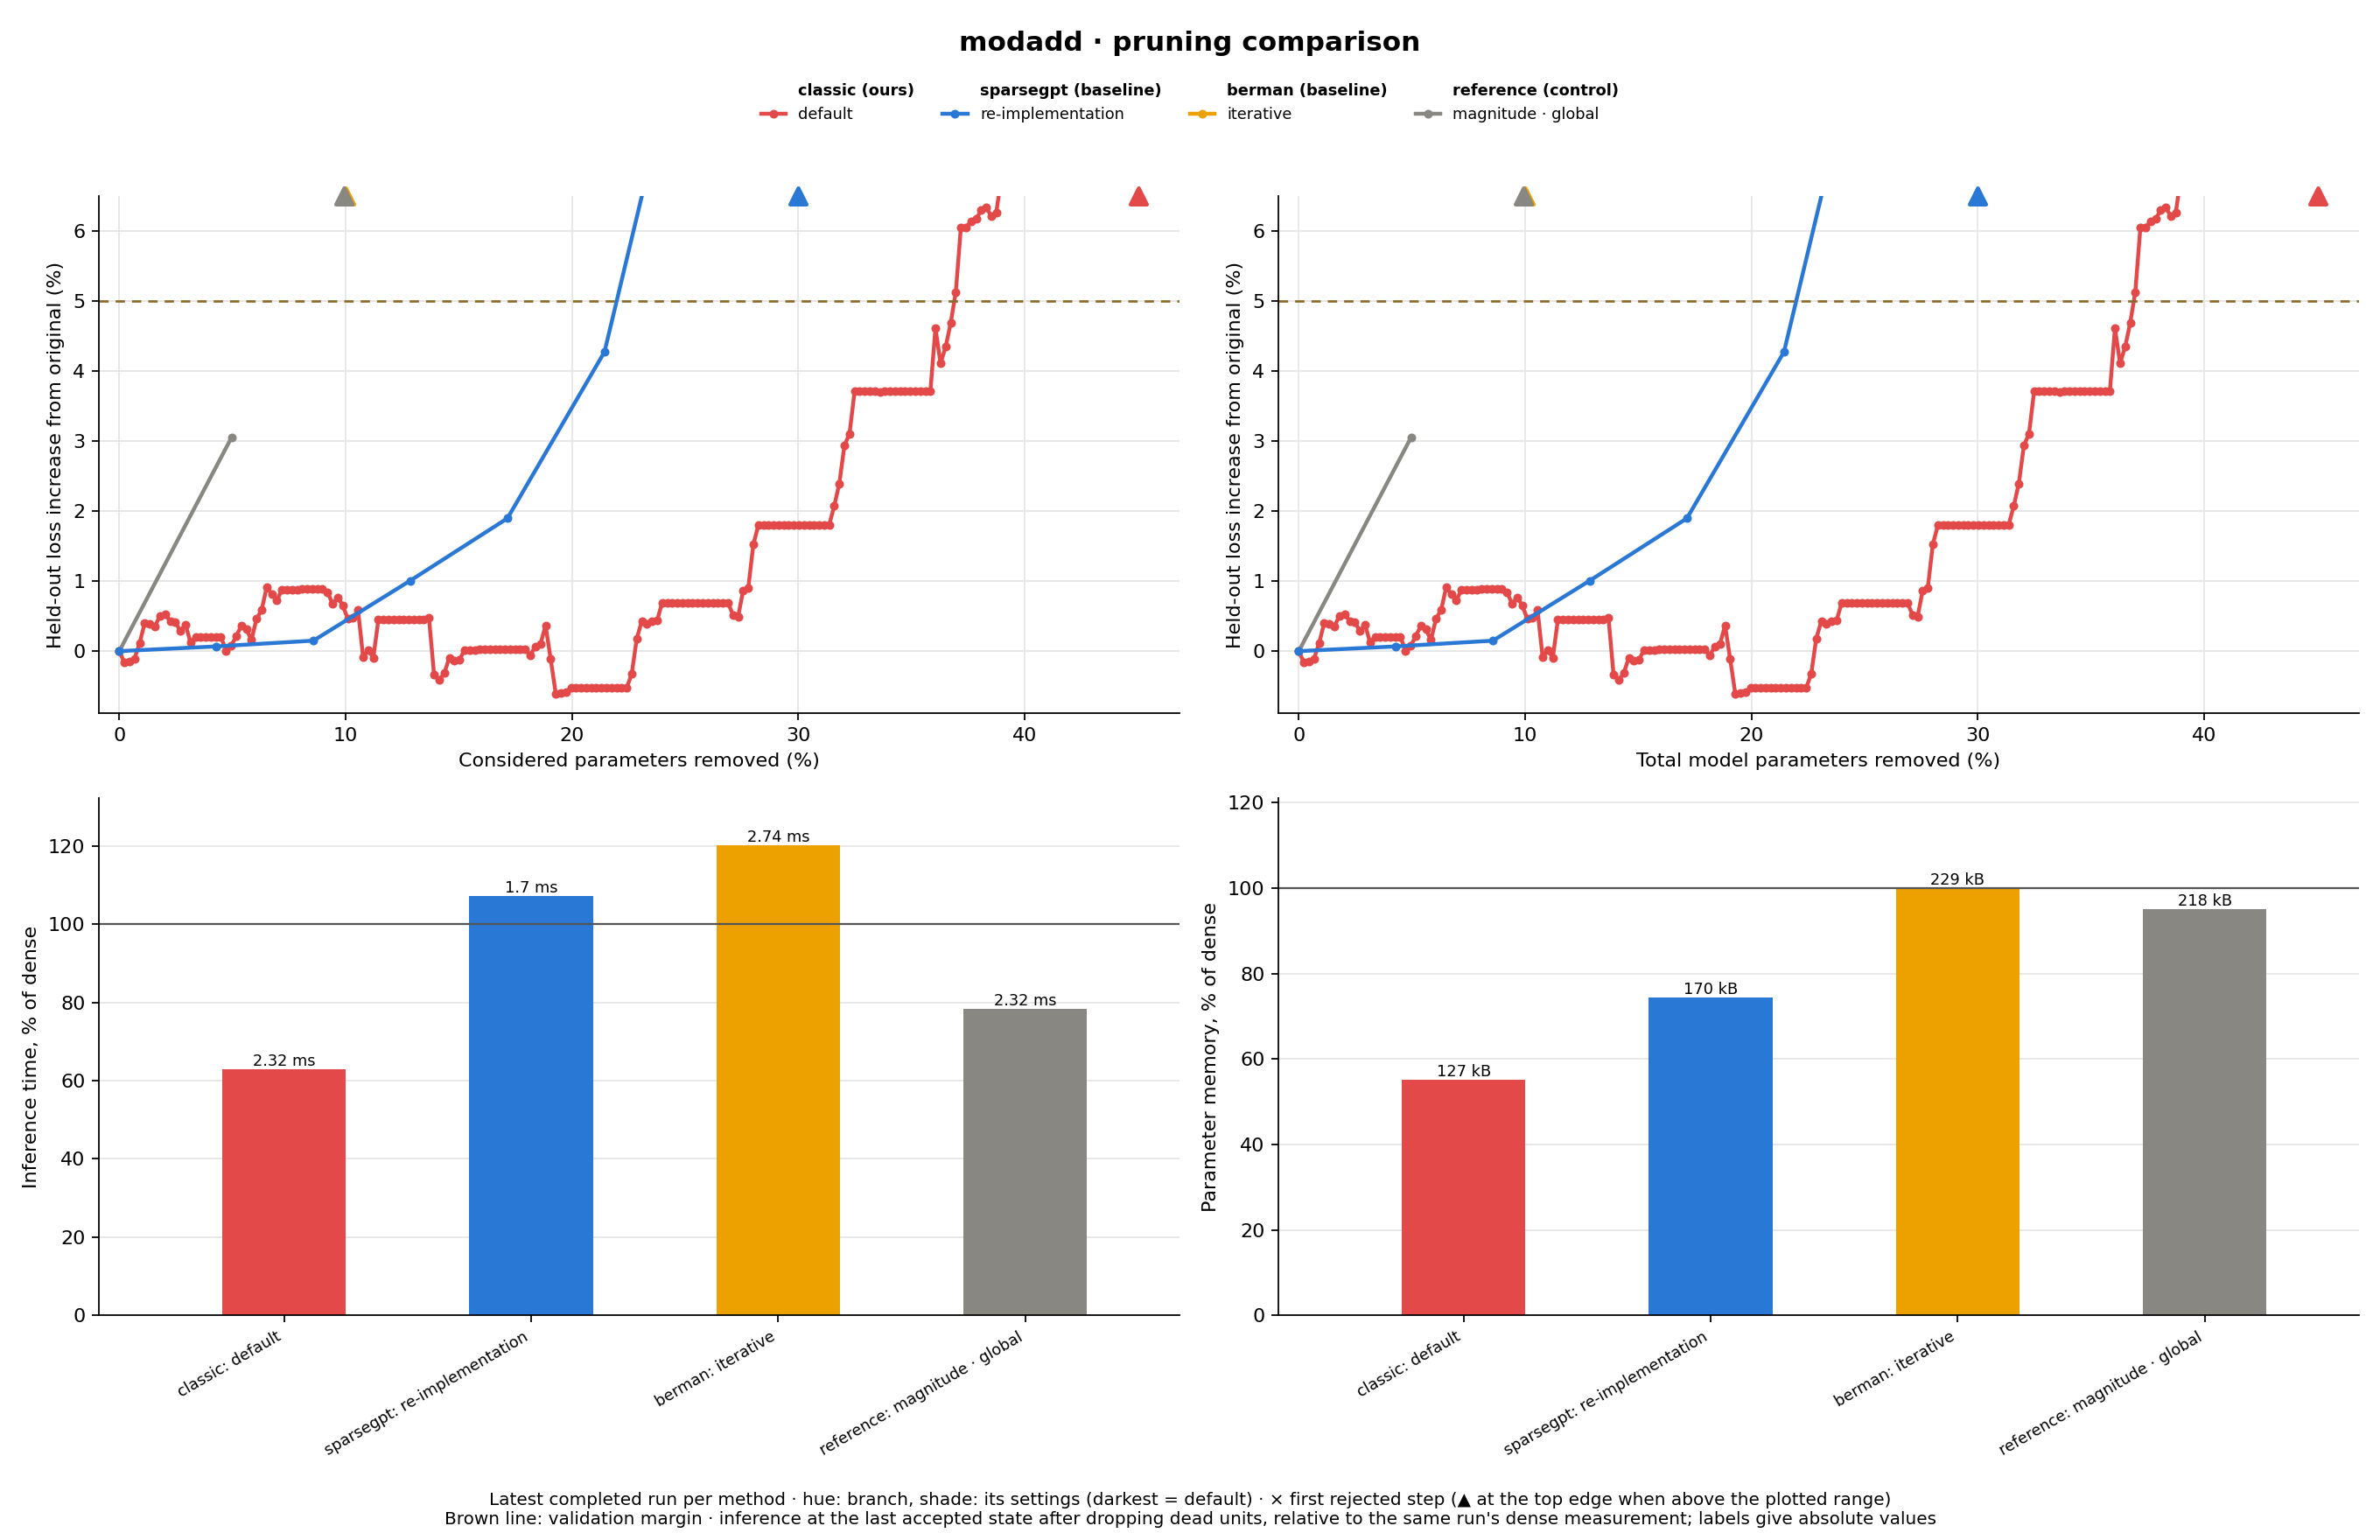 modadd · pruning comparison
classic (ours)
default
sparsegpt (baseline)
re-implementation
berman (baseline)
iterative
reference (control)
magnitude · global
Held-out loss increase from original (%)
6
5
4
3
2
1
0
0 10 20 30 40
Considered parameters removed (%)
Held-out loss increase from original (%)
6
5
4
3
2
1
0
0 10 20 30 40
Total model parameters removed (%)
Inference time, % of dense
120
100
80
60
40
20
0
2.32 ms
1.7 ms
2.74 ms
2.32 ms
classic: default
sparsegpt: re-implementation
berman: iterative
reference: magnitude · global
Parameter memory, % of dense
120
100
80
60
40
20
0
127 kB
170 kB
229 kB
218 kB
classic: default
sparsegpt: re-implementation
berman: iterative
reference: magnitude · global
Latest completed run per method · hue: branch, shade: its settings (darkest = default) · × first rejected step (▲ at the top edge when above the plotted range)
Brown line: validation margin · inference at the last accepted state after dropping dead units, relative to the same run's dense measurement; labels give absolute values